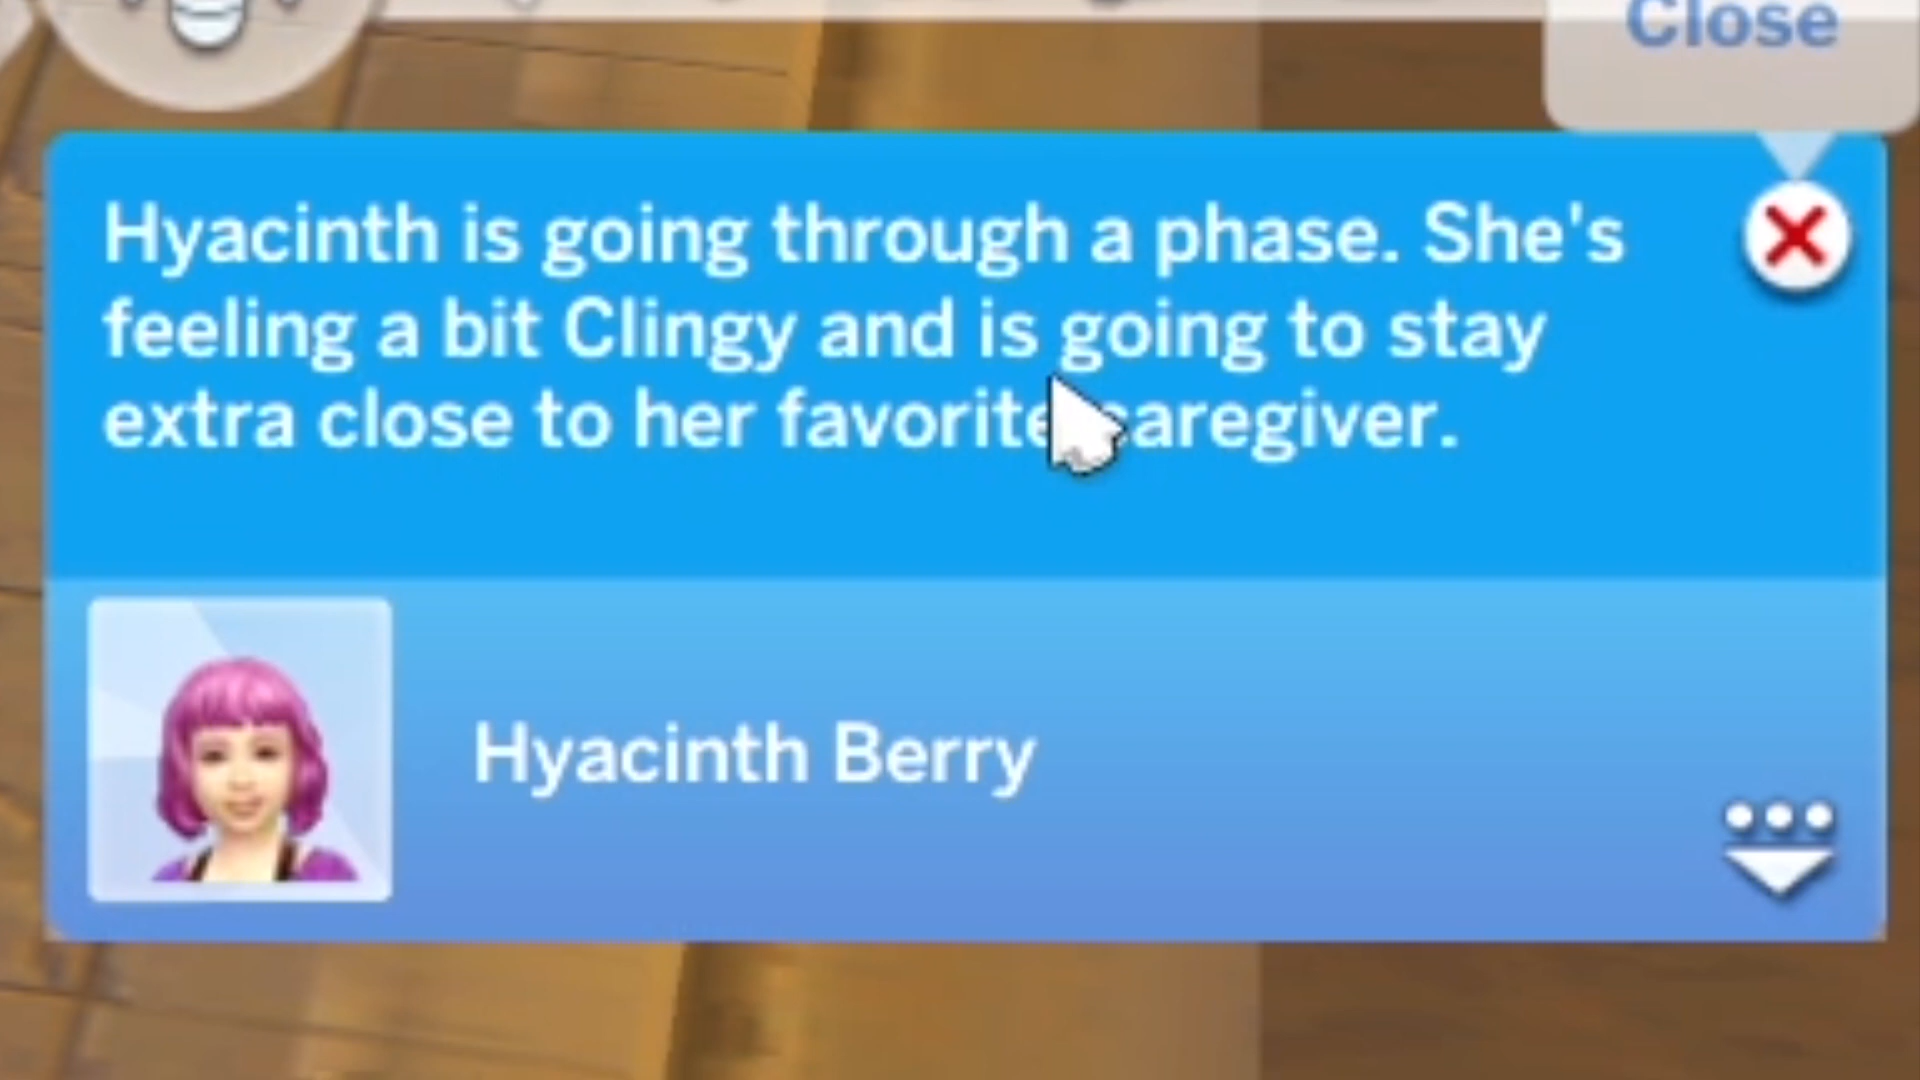 Close
Hyacinth is going through a phase. She's
feeling a bit Clingy and is going to stay
extra close to her favorite caregiver.
Hyacinth Berry